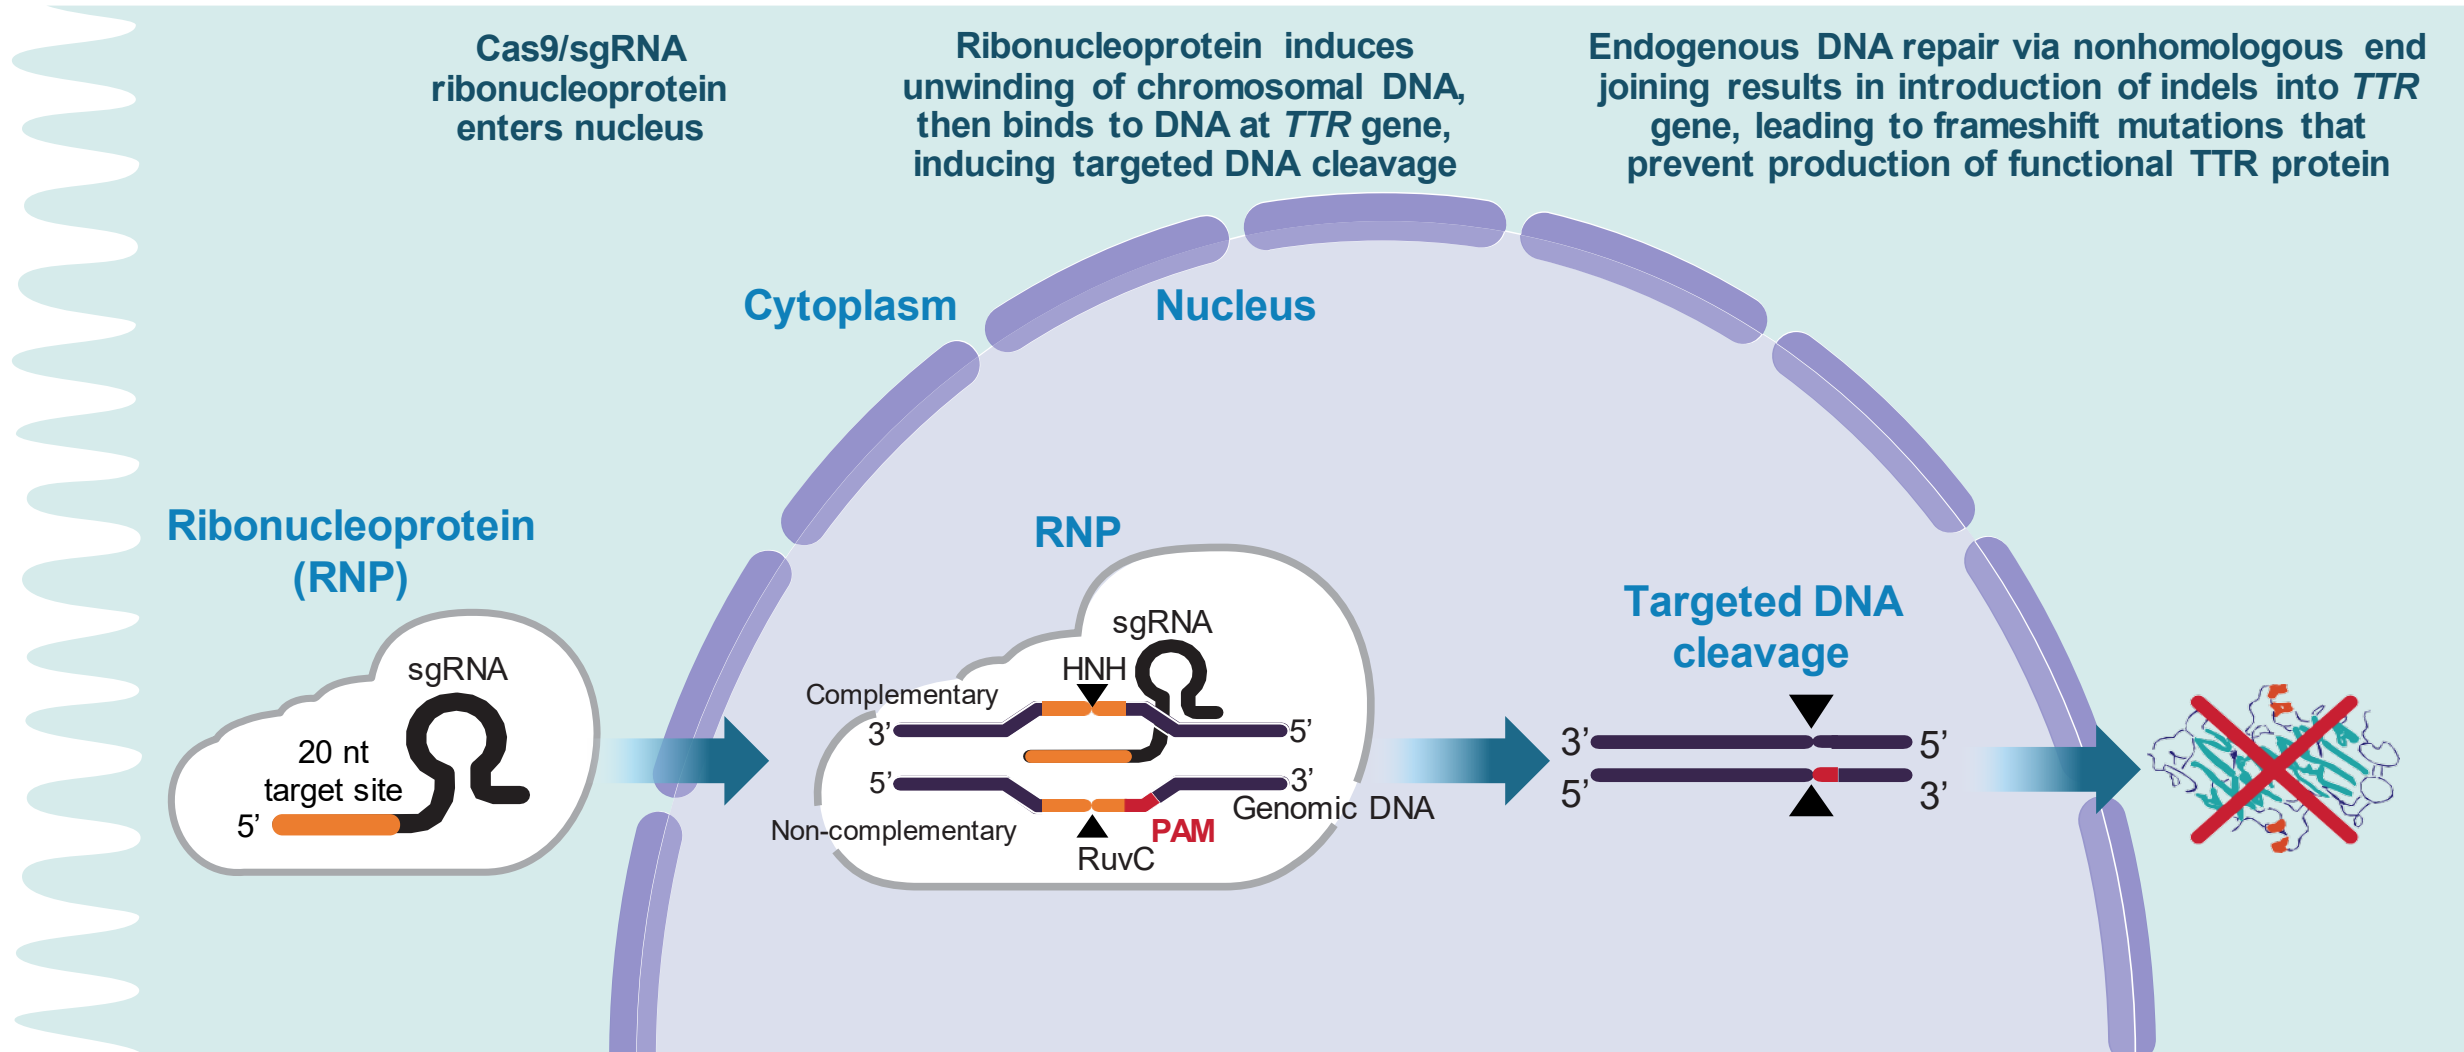 Cas9/sgRNA
ribonucleoprotein
enters nucleus
Ribonucleoprotein induces
unwinding of chromosomal DNA,
then binds to DNA at TTR gene,
inducing targeted DNA cleavage
Endogenous DNA repair via nonhomologous end
joining results in introduction of indels into TTR
gene, leading to frameshift mutations that
prevent production of functional TTR protein
Cytoplasm
Nucleus
Ribonucleoprotein
(RNP)
sgRNA
20 nt
target site
5’
RNP
sgRNA
HNH
Complementary
3’
5’
5’
3’
Genomic DNA
Non-complementary
PAM
RuvC
Targeted DNA
cleavage
3’
5’
5’
3’